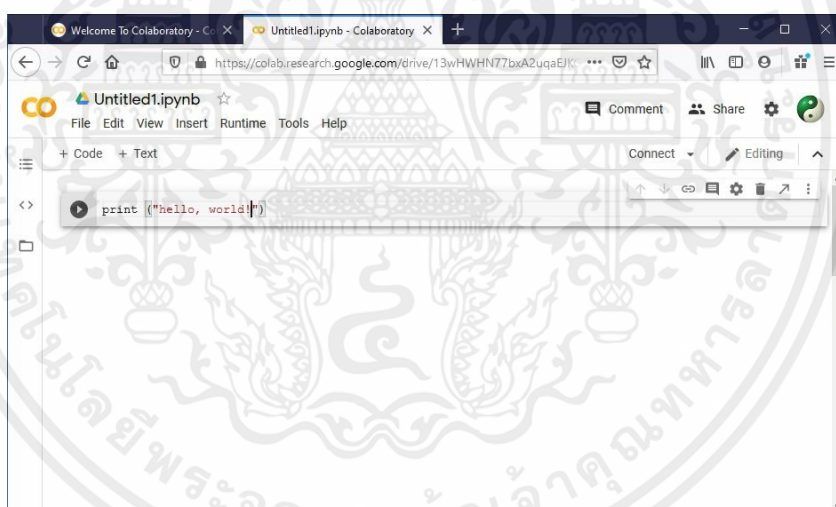 Welcome To Colaboratory - Co
Untitled1.ipynb - Colaboratory
https://colab.research.google.com/drive/13wHWHN77bxA2uqaEJK
CO Untitled1.ipynb
Comment Share
File Edit View Insert Runtime Tools Help
+ Code + Text
Connect Editing
print ("hello, world!")